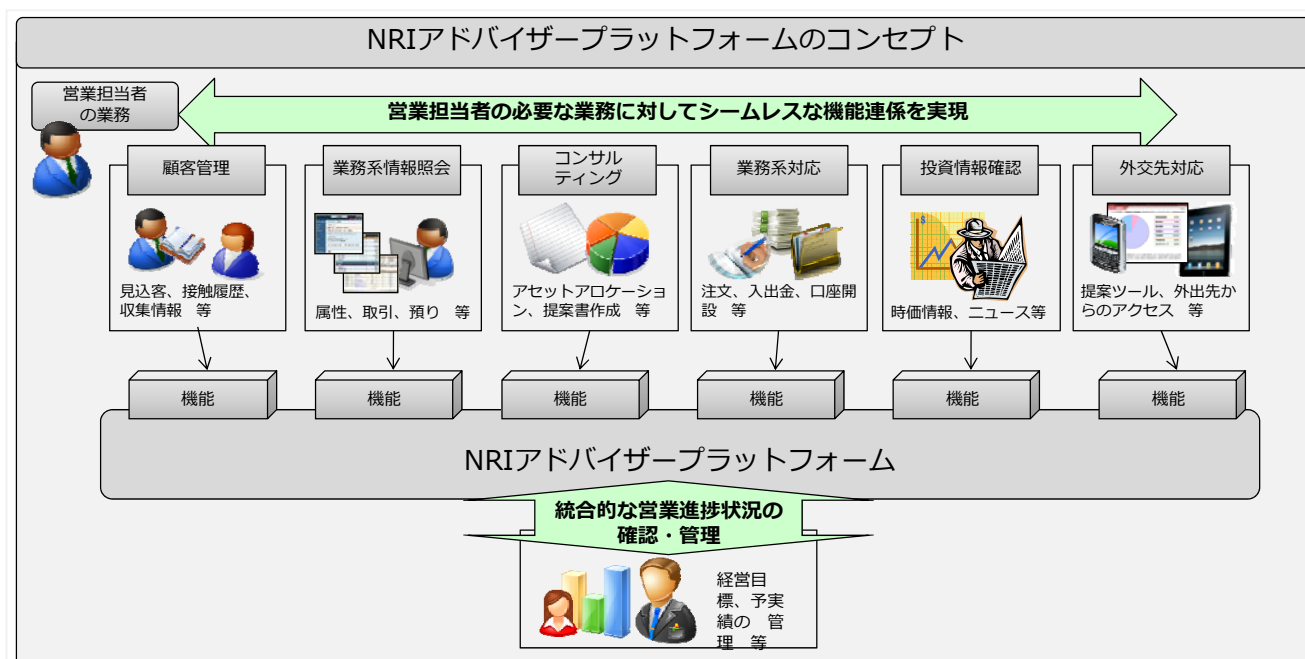 NRIアドバイザープラットフォームのコンセプト
営業担当者
の業務
営業担当者の必要な業務に対してシームレスな機能連係を実現
顧客管理
業務系情報照会
コンサル
ティング
業務系対応
投資情報確認
外交先対応
見込客、接触履歴、
収集情報 等
属性、取引、預り 等
アセットアロケーショ
ン、提案書作成 等
注文、入出金、口座開
設 等
時価情報、ニュース等
提案ツール、外出先か
らのアクセス 等
機能
機能
機能
機能
機能
機能
NRIアドバイザープラットフォーム
統合的な営業進捗状況の
確認・管理
経営目
標、予実
績の 管
理 等